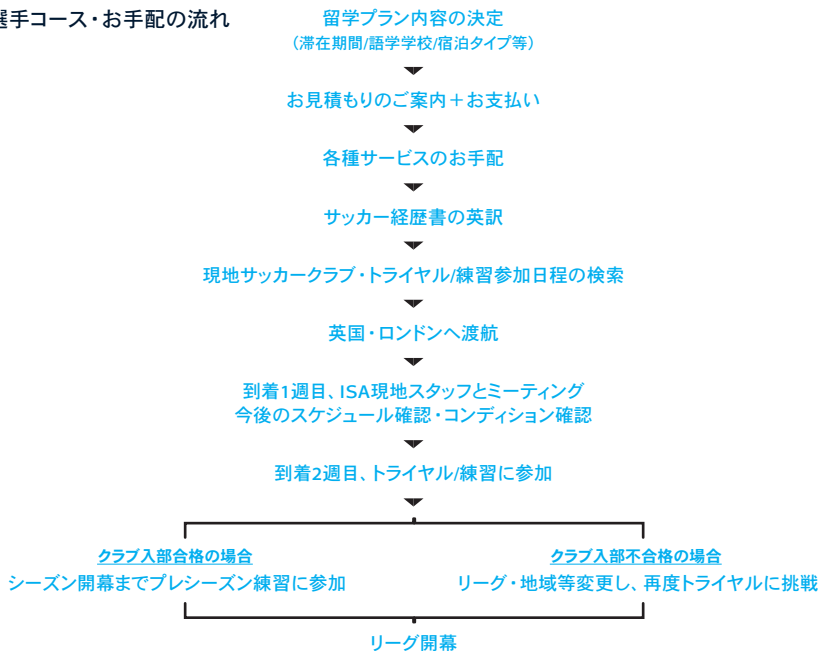 選手コース・お手配の流れ
留学プラン内容の決定
（滞在期間/語学学校/宿泊タイプ等）
お見積もりのご案内＋お支払い
各種サービスのお手配
サッカー経歴書の英訳
現地サッカークラブ・トライヤル/練習参加日程の検索
英国・ロンドンへ渡航
到着1週目、ISA現地スタッフとミーティング
今後のスケジュール確認・コンディション確認
到着2週目、トライヤル/練習に参加
クラブ入部合格の場合
シーズン開幕までプレシーズン練習に参加
クラブ入部不合格の場合
リーグ・地域等変更し、再度トライヤルに挑戦
リーグ開幕